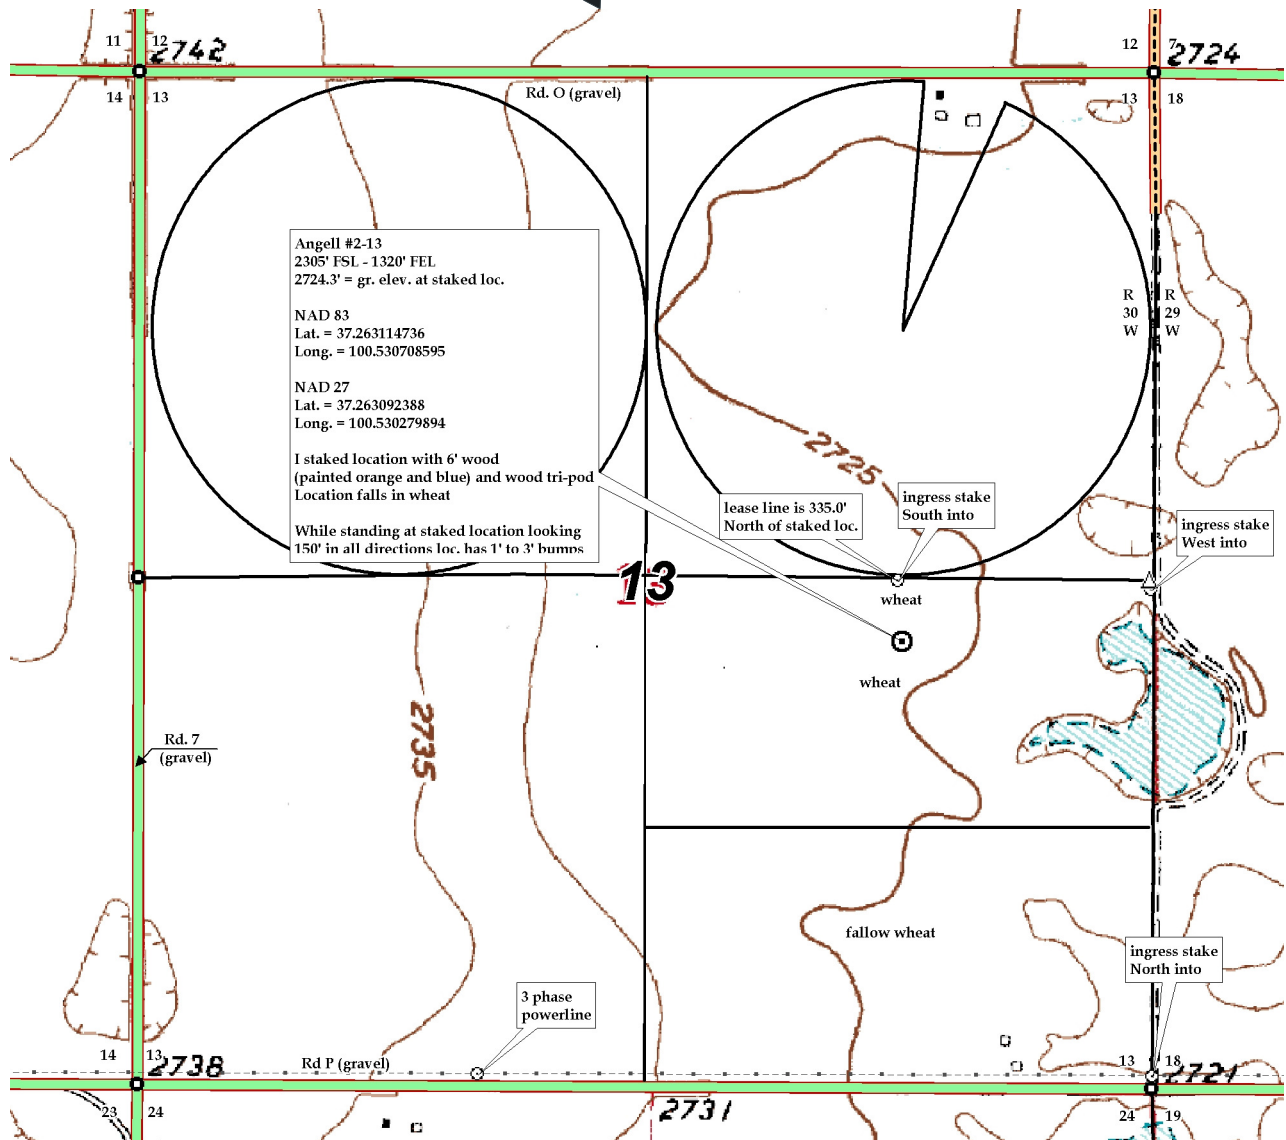 11 12
2742
12 7
2724
14 13
Rd. O (gravel)
13 18
Angell #2-13
2305' FSL - 1320' FEL
2724.3' = gr. elev. at staked loc.
NAD 83
Lat. = 37.263114736
Long. = 100.530708595
NAD 27
Lat. = 37.263092388
Long. = 100.530279894
I staked location with 6' wood
(painted orange and blue) and wood tri-pod
Location falls in wheat
While standing at staked location looking
150' in all directions loc. has 1' to 3' bumps
R R
30 29
W W
2725
lease line is 335.0'
North of staked loc.
ingress stake
South into
ingress stake
West into
13
wheat
wheat
2735
Rd. 7
(gravel)
fallow wheat
ingress stake
North into
3 phase
powerline
14 13
2738
Rd P (gravel)
13 18
2721
23 24
2731
24 19